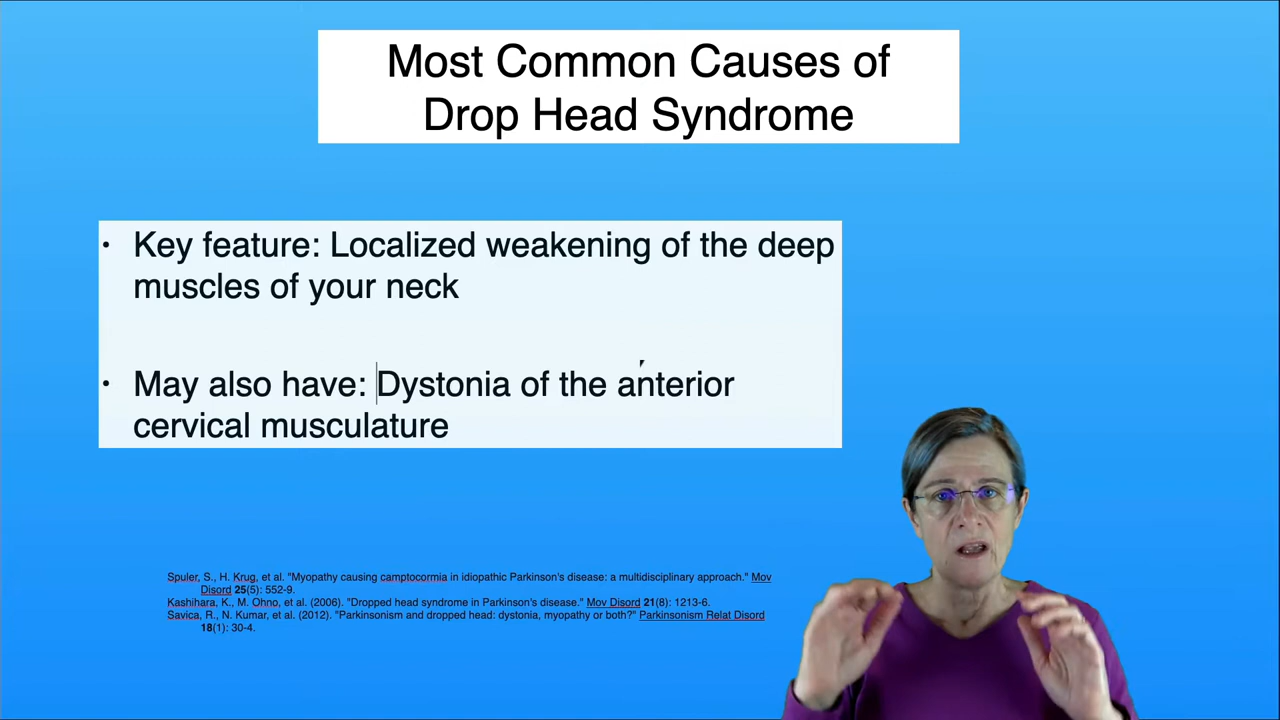 Most Common Causes of
Drop Head Syndrome
• Key feature: Localized weakening of the deep
muscles of your neck
• May also have: Dystonia of the anterior
cervical musculature
Spuler, S., H. Krug, et al. "Myopathy causing camptocormia in idiopathic Parkinson's disease: a multidisciplinary approach." Mov
Disord 25(5): 552-9.
Kashihara, K., M. Ohno, et al. (2006). "Dropped head syndrome in Parkinson's disease." Mov Disord 21(8): 1213-6.
Savica, R., N. Kumar, et al. (2012). "Parkinsonism and dropped head: dystonia, myopathy or both?" Parkinsonism Relat Disord
18(1): 30-4.